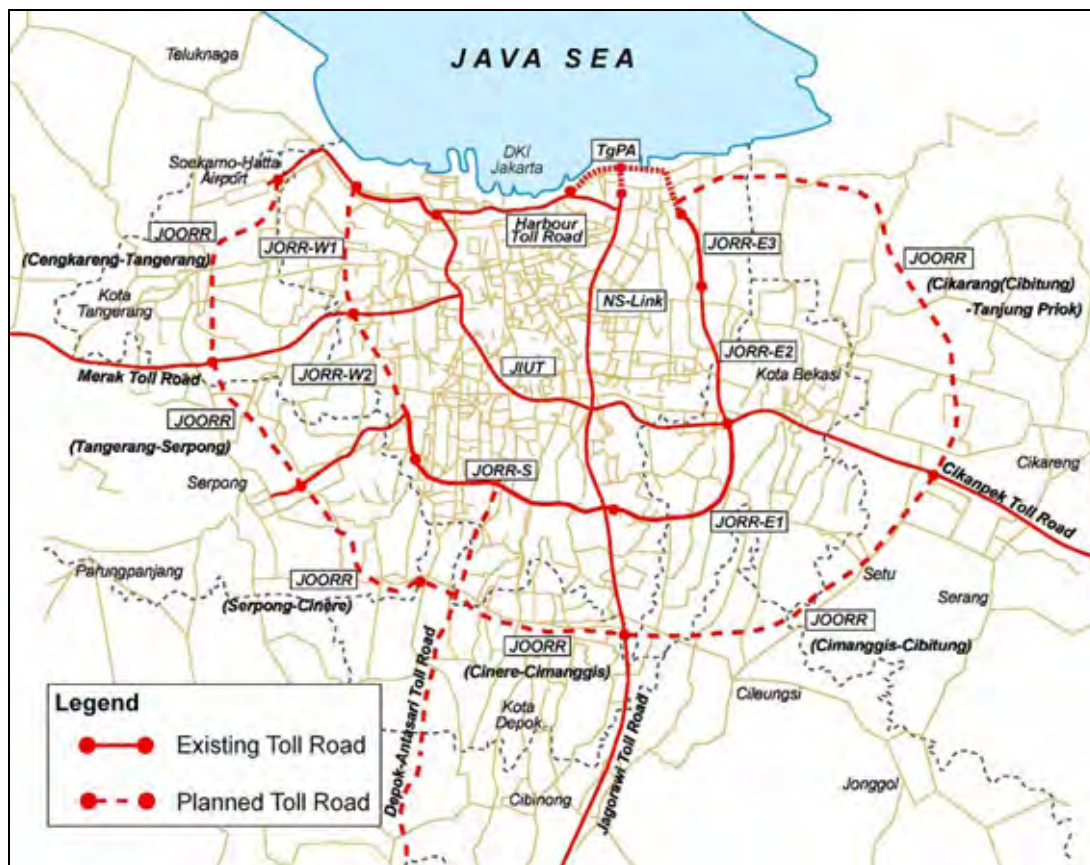 JAVA SEA
Teluknaga
DKI
Jakarta
TgPA
Soekarno-Hatta
Airport
Harbour
Toll Road
JOORR
(Cengkareng-Tangerang)
JORR-W1
JORR-E3
JOORR
(Cikarang(Cibitung)
-Tanjung Priok)
Kota
Tangerang
NS-Link
Merak Toll Road
JORR-W2
JIUT
JORR-E2
Kota Bekasi
JOORR
(Tangerang-Serpong)
Serpong
JORR-S
Cikareng
Cikanpek Toll Road
JORR-E1
Parungpanjang
JOORR
(Serpong-Cinere)
Setu
Serang
JOORR
(Cinere-Cimanggis)
JOORR
(Cimanggis-Cibitung)
Depok-Antasari Toll Road
Kota
Depok
Jagorawi Toll Road
Cileungsi
Cibinong
Jonggol
Legend
Existing Toll Road
Planned Toll Road